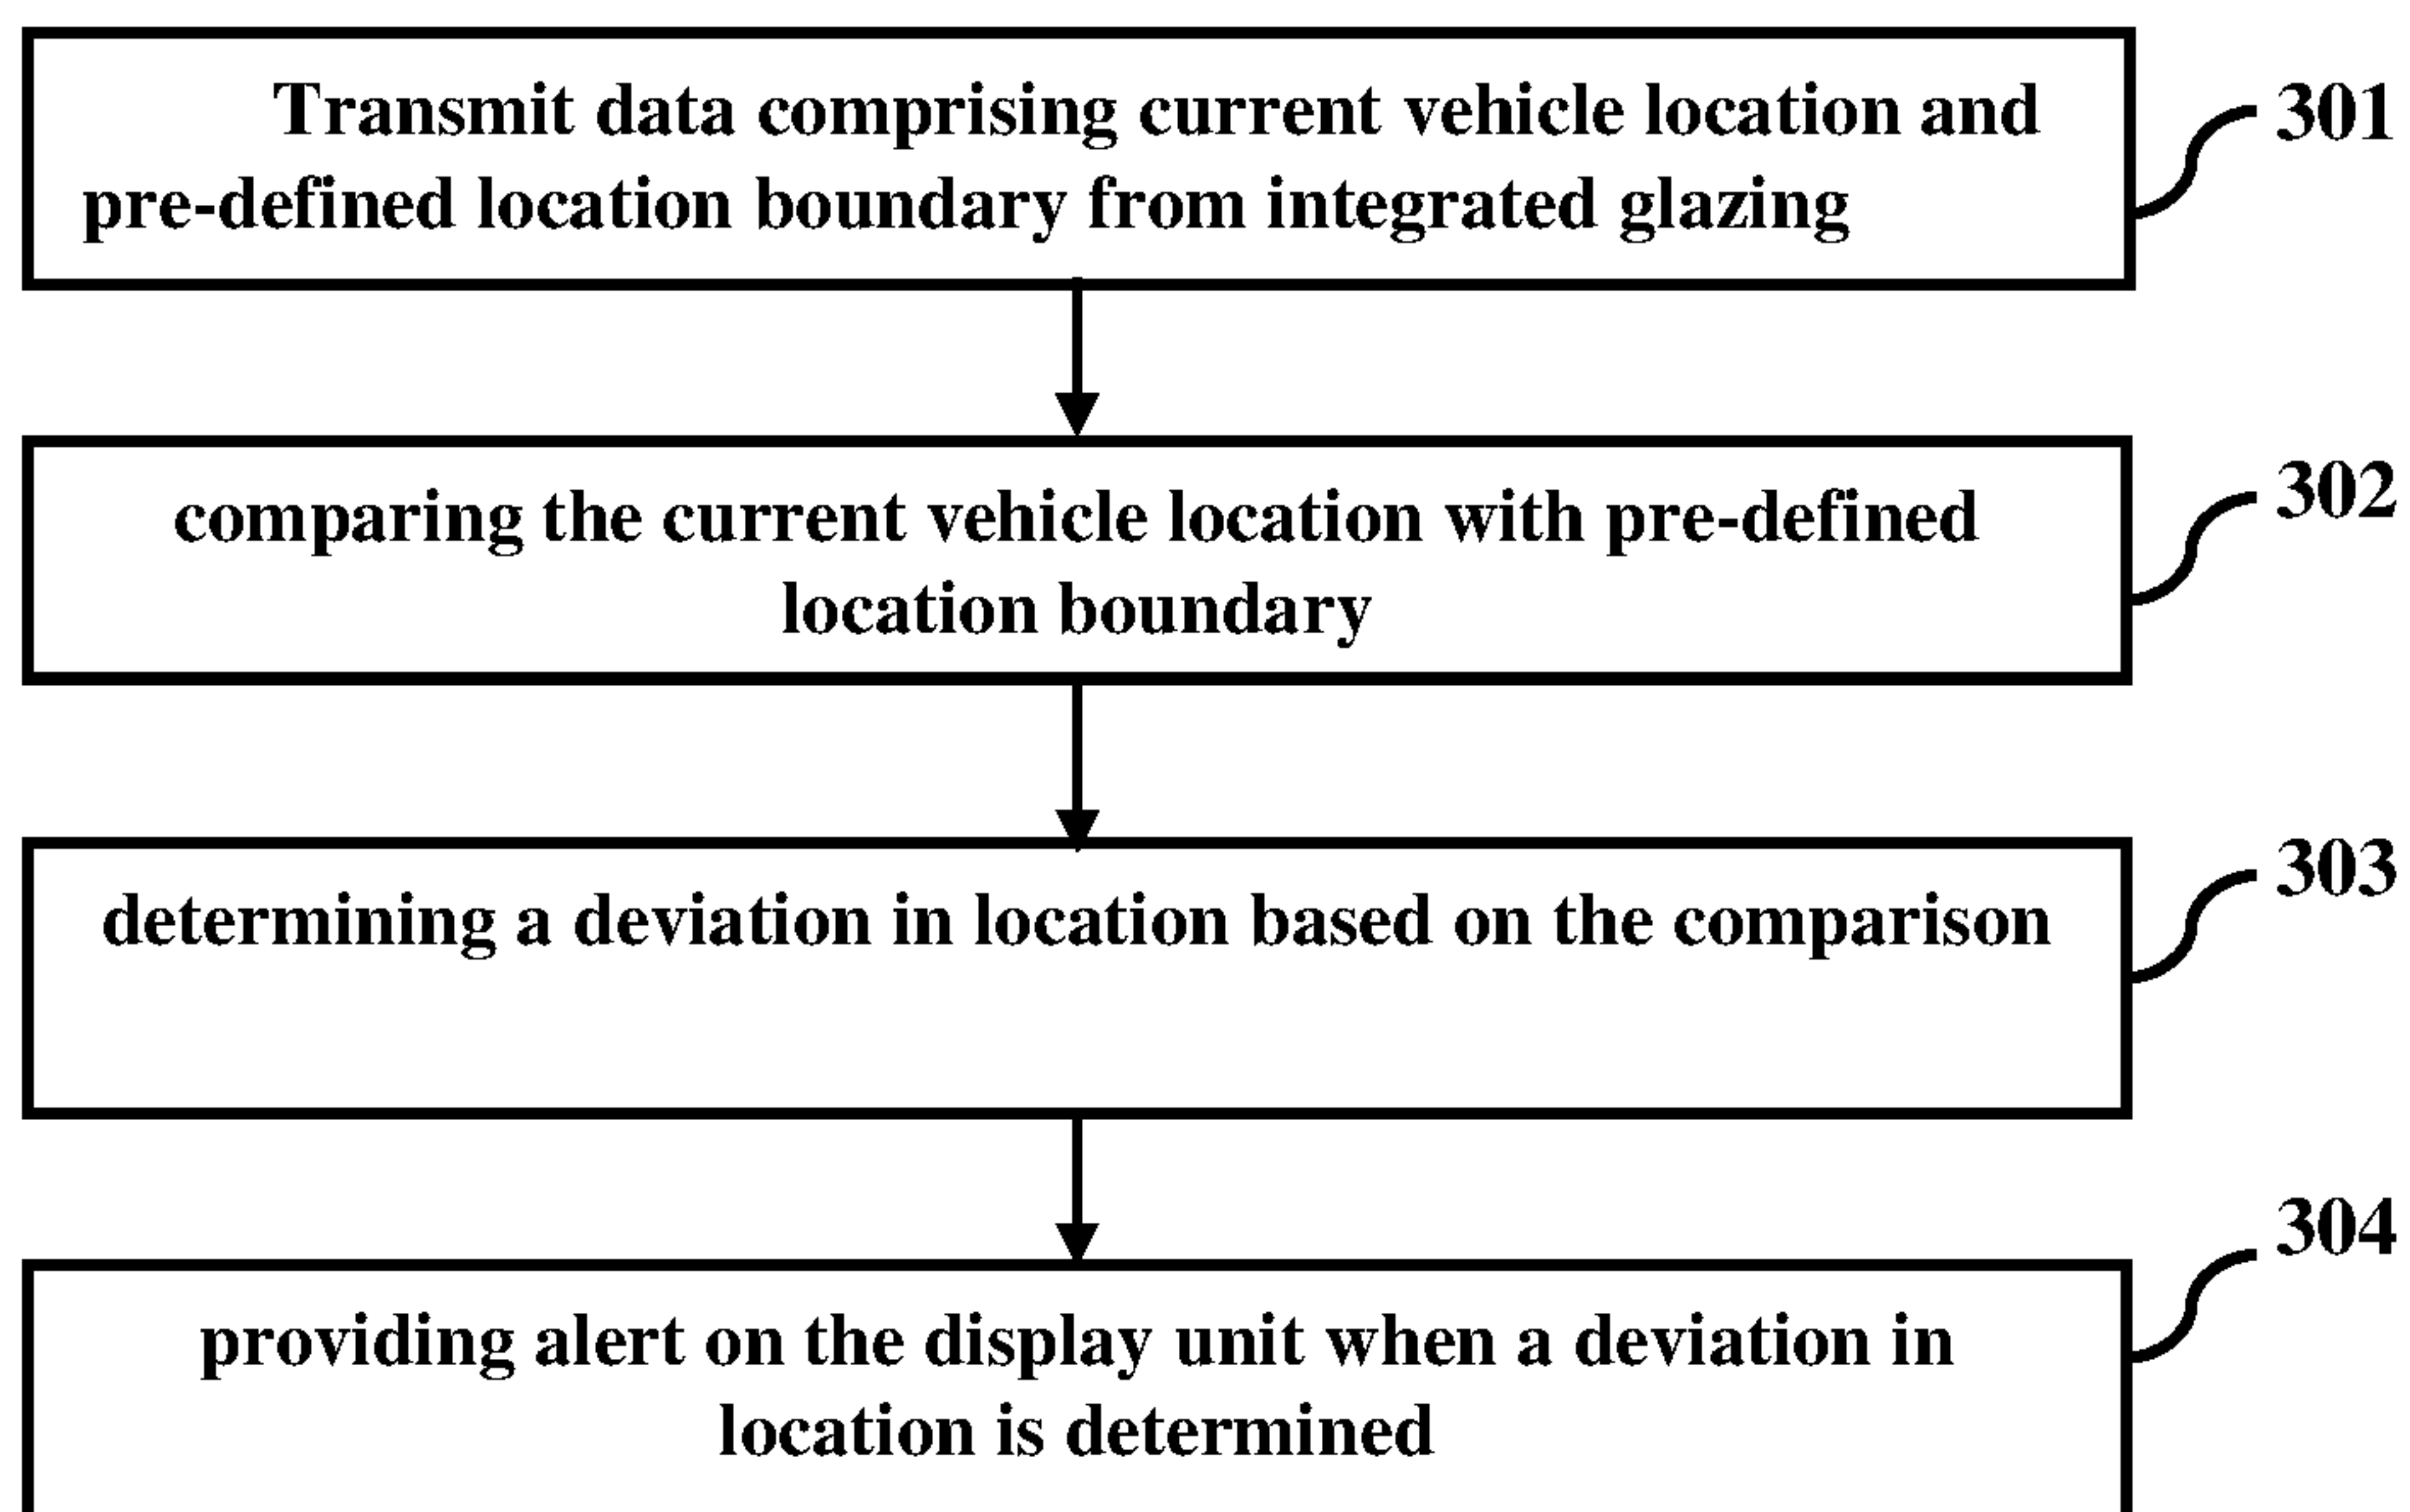 Transmit data comprising current vehicle location and
pre-defined location boundary from integrated glazing
301
comparing the current vehicle location with pre-defined
location boundary
302
determining a deviation in location based on the comparison
303
providing alert on the display unit when a deviation in
location is determined
304